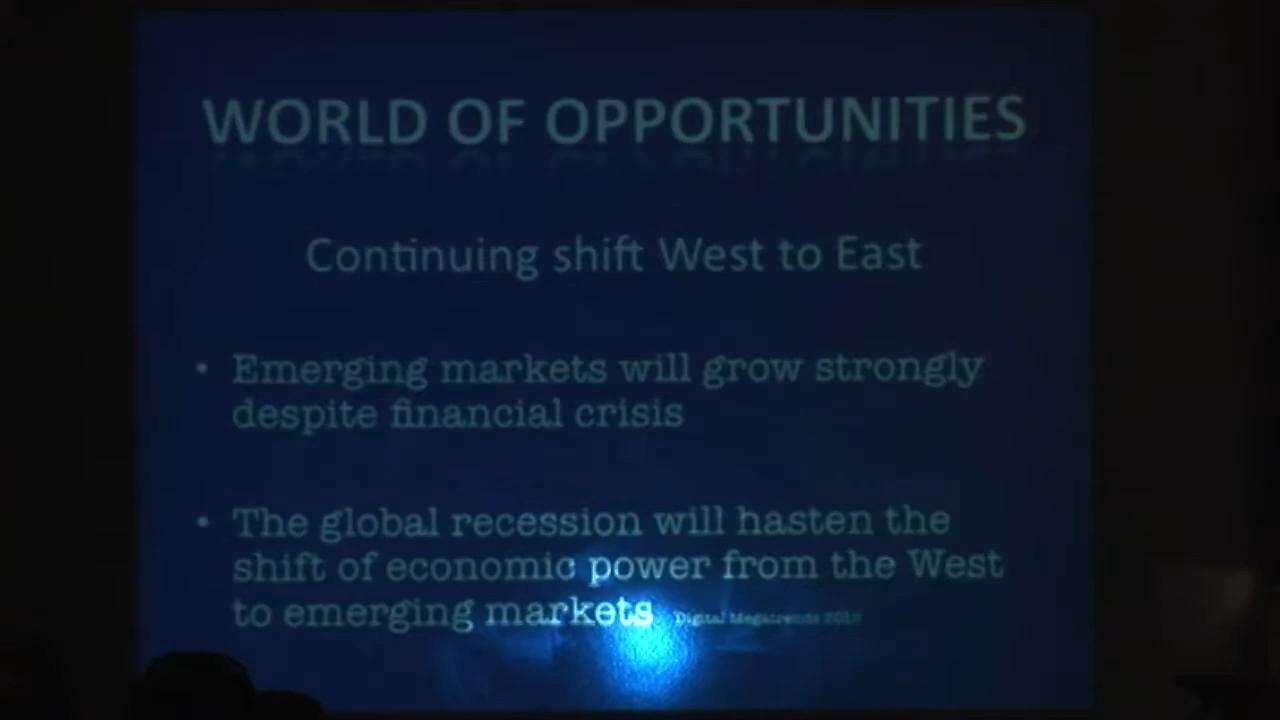 WORLD OF OPPORTUNITIES
Continuing shift West to East
• Emerging markets will grow strongly
despite financial crisis
• The global recession will hasten the
shift of economic power from the West
to emerging markets Digital Megatrends 2015